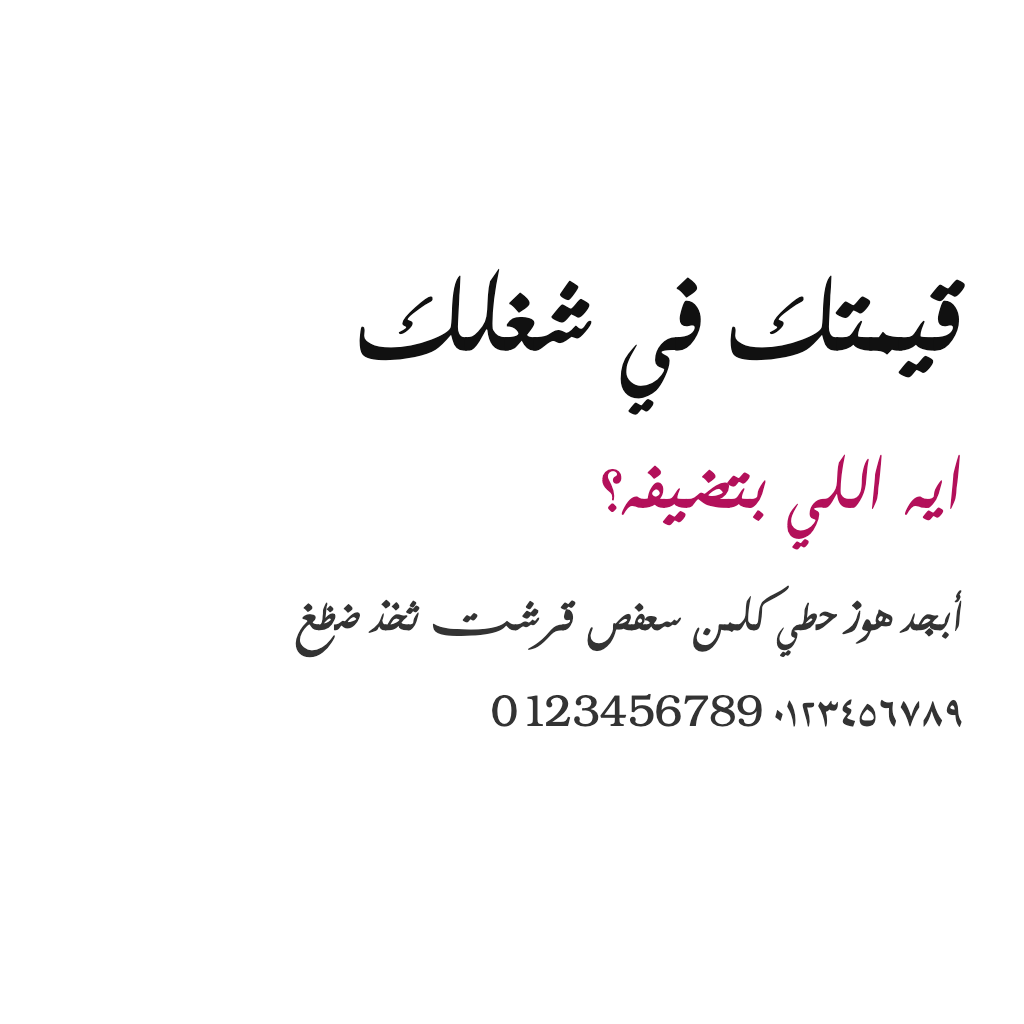 قيمتك في شغلك
ايه اللي بتضيفه؟
أبجد هوز حطي كلمن سعفص قرشت ثخذ ضظغ
٠١٢٣٤٥٦٧٨٩ 0123456789